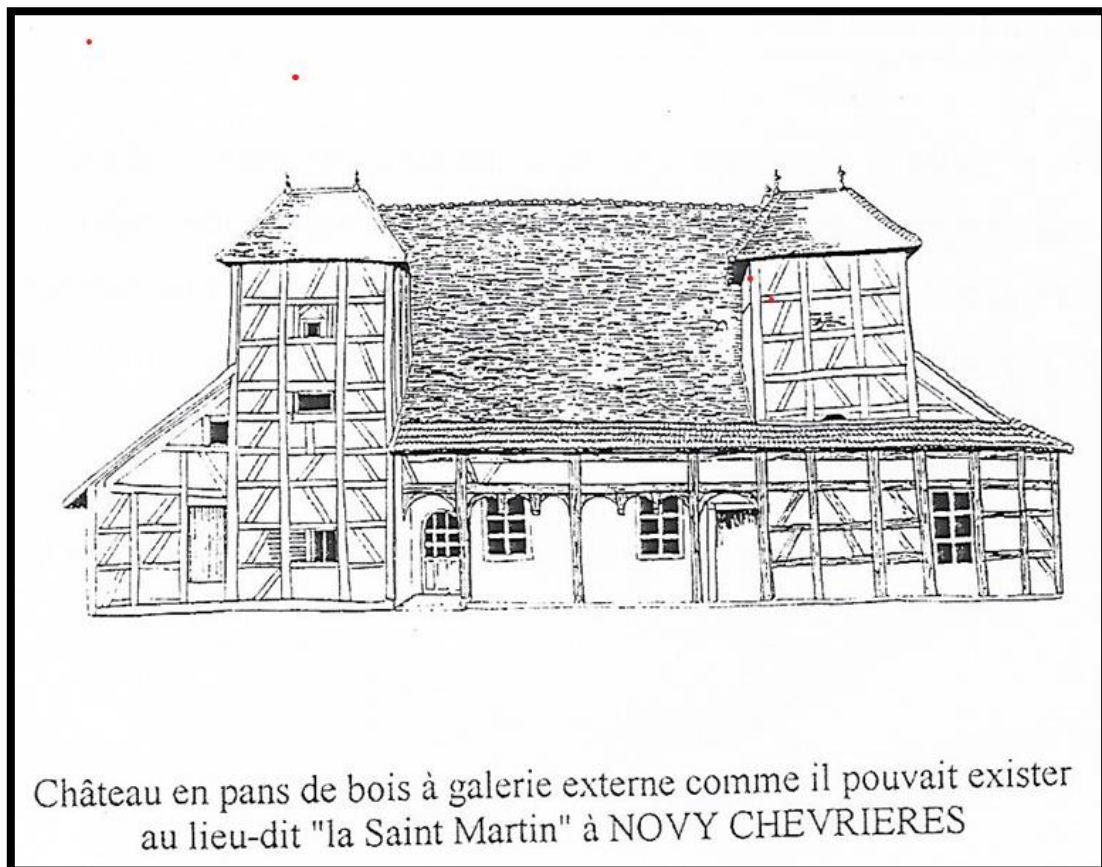 Château en pans de bois à galerie externe comme il pouvait exister
au lieu-dit "la Saint Martin" à NOVY CHEVRIERES